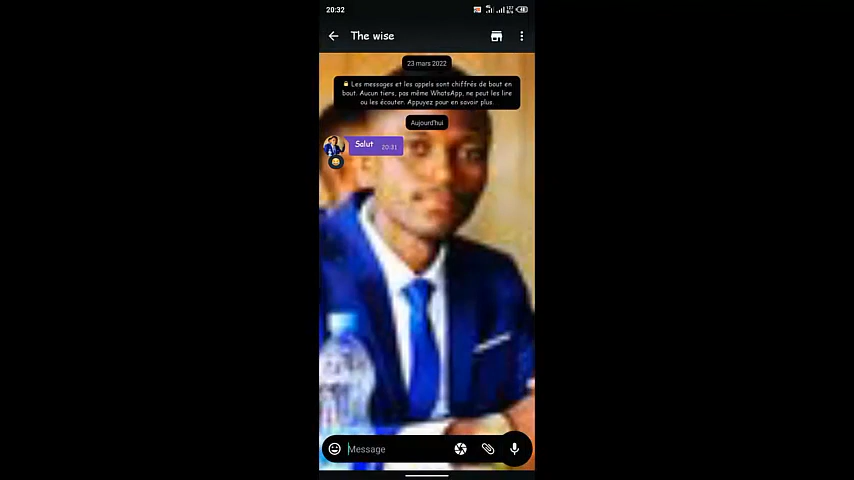 20:32
The wise
23 mars 2022
Les messages et les appels sont chiffrés de bout en
bout. Aucun tiers, pas même WhatsApp, ne peut les lire
ou les écouter. Appuyez pour en savoir plus.
Aujourd'hui
Salut 20:31
Message